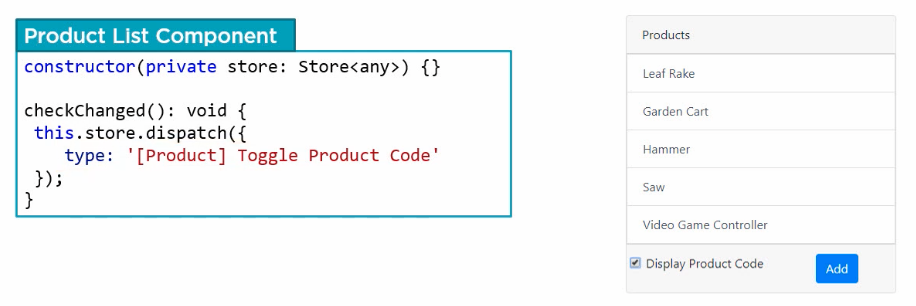 Product List Component
constructor(private store: Store<any>) {}
checkChanged(): void {
this.store.dispatch({
type: '[Product] Toggle Product Code'
});
}
Products
Leaf Rake
Garden Cart
Hammer
Saw
Video Game Controller
Display Product Code
Add